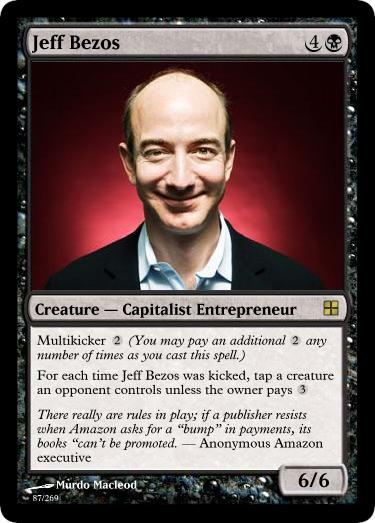 Jeff Bezos 4
Creature — Capitalist Entrepreneur
Multikicker 2 (You may pay an additional 2 any
number of times as you cast this spell.)
For each time Jeff Bezos was kicked, tap a creature
an opponent controls unless the owner pays 3
There really are rules in play; if a publisher resists
when Amazon asks for a “bump” in payments, its
books “can't be promoted. — Anonymous Amazon
executive
6/6
Murdo Macleod
87/269